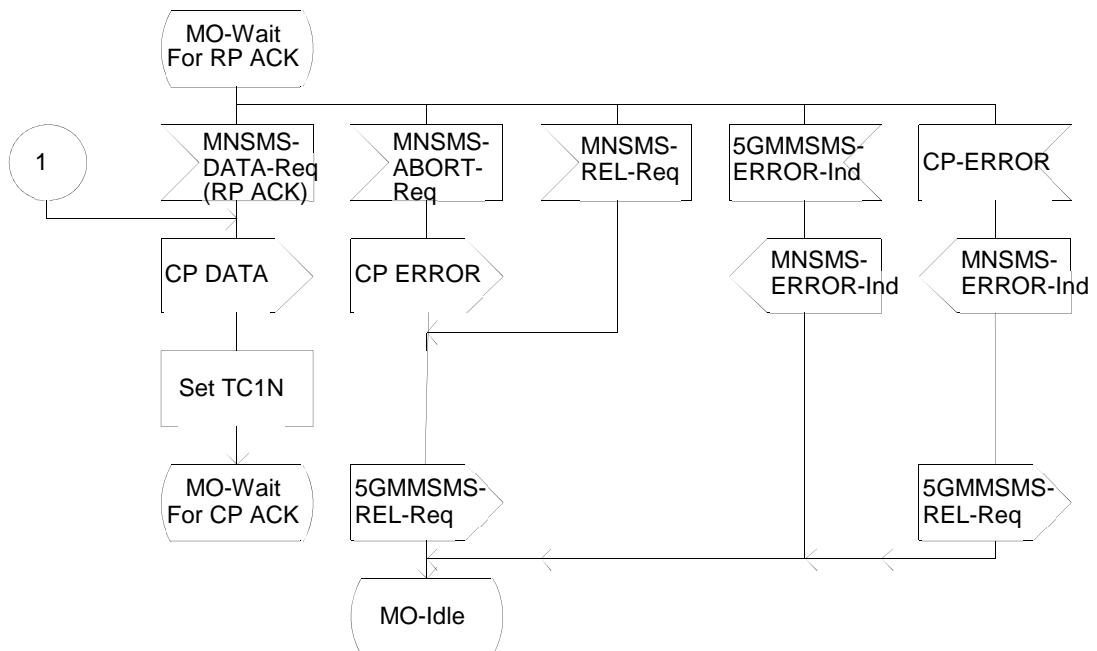 MO-Wait
For RP ACK
1
MNSMS-
DATA-Req
(RP ACK)
MNSMS-
ABORT-
Req
MNSMS-
REL-Req
5GMMSMS-
ERROR-Ind
CP-ERROR
CP DATA
CP ERROR
MNSMS-
ERROR-Ind
MNSMS-
ERROR-Ind
Set TC1N
MO-Wait
For CP ACK
5GMMSMS-
REL-Req
5GMMSMS-
REL-Req
MO-Idle